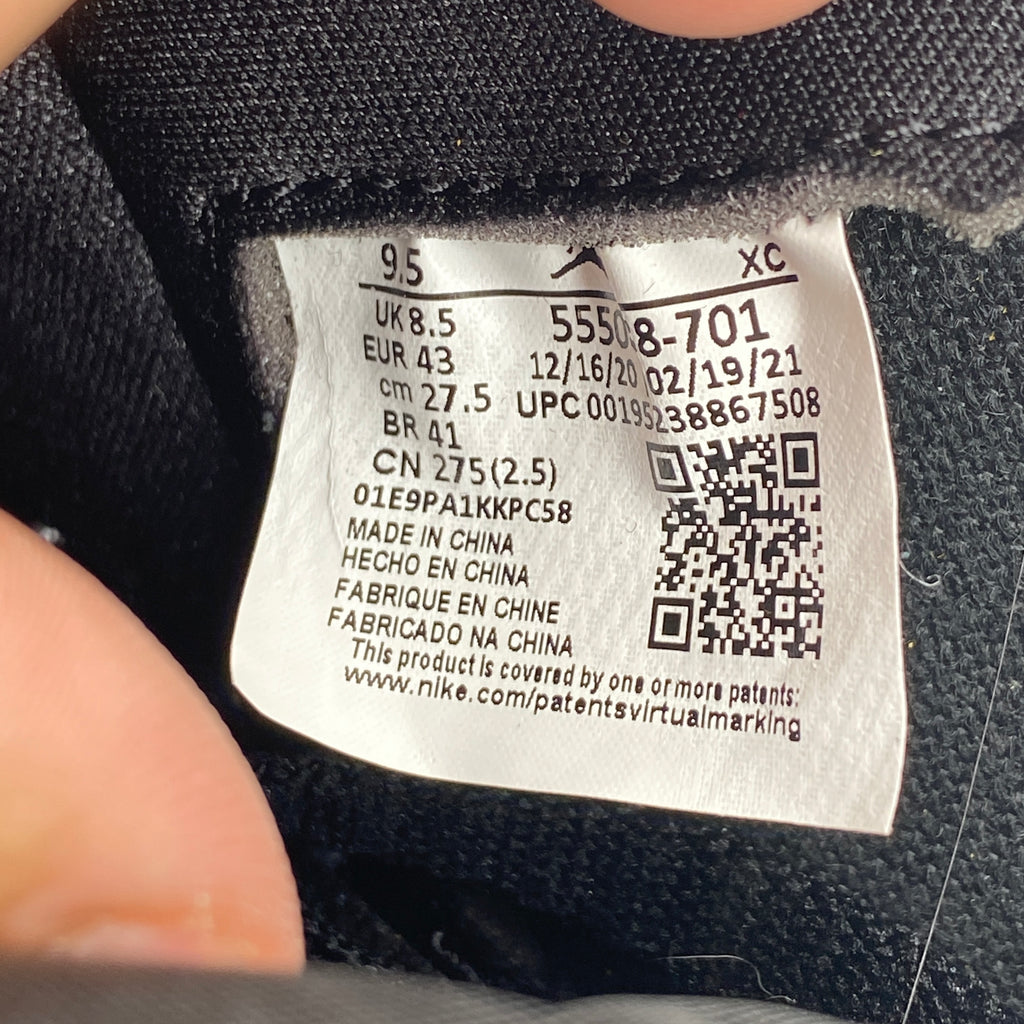 9.5 XC
UK 8.5 555088-701
EUR 43 12/16/20 02/19/21
cm 27.5 UPC 00195238867508
BR 41
CN 275(2.5)
01E9PA1KKPC58
MADE IN CHINA
HECHO EN CHINA
FABRIQUE EN CHINE
FABRICADO NA CHINA
This product is covered by one or more patents:
www.nike.com/patentsvirtualmarking